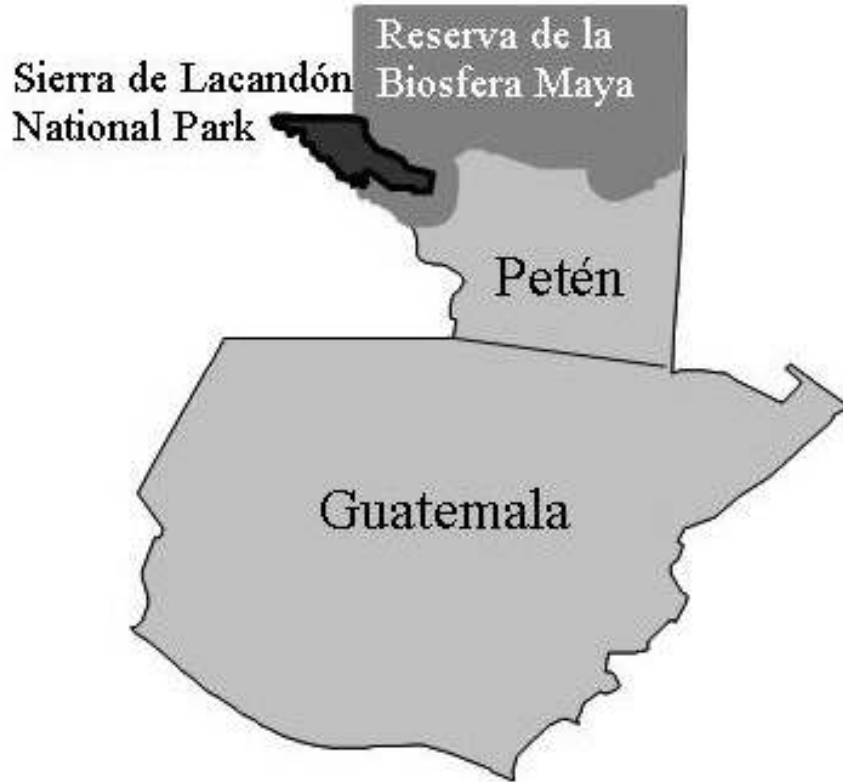 Reserva de la
Biosfera Maya
Sierra de Lacandón
National Park
Petén
Guatemala